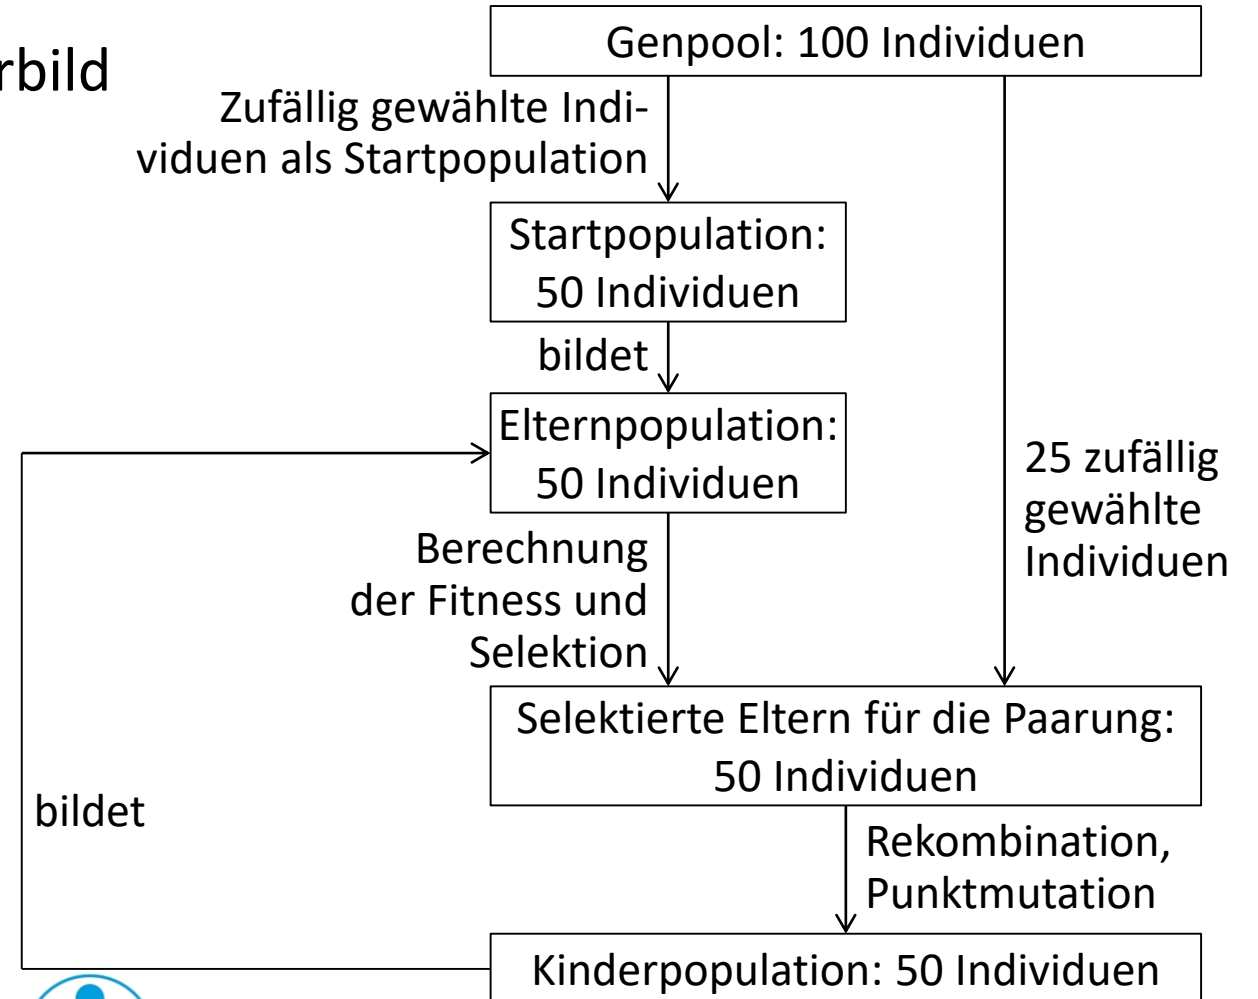 rbild
Genpool: 100 Individuen
Zufällig gewählte Indi-
viduen als Startpopulation
Startpopulation:
50 Individuen
bildet
Elternpopulation:
50 Individuen
25 zufällig
gewählte
Individuen
Berechnung
der Fitness und
Selektion
Selektierte Eltern für die Paarung:
50 Individuen
bildet
Rekombination,
Punktmutation
Kinderpopulation: 50 Individuen